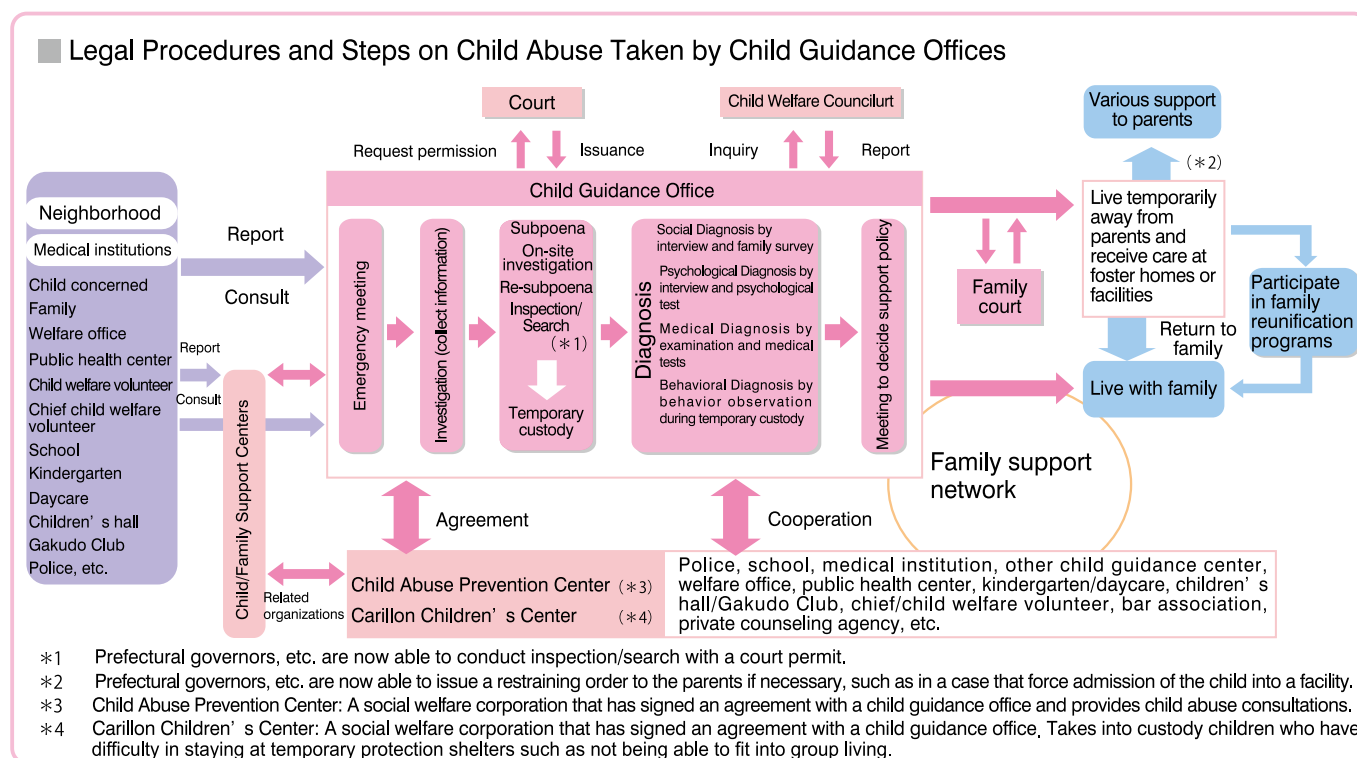 Legal Procedures and Steps on Child Abuse Taken by Child Guidance Offices
Court
Child Welfare Councilurt
Various support
to parents
Request permission
Issuance
Inquiry
Report
(*2)
Neighborhood
Medical institutions
Child concerned
Family
Welfare office
Public health center
Child welfare volunteer
Chief child welfare
volunteer
School
Kindergarten
Daycare
Children’s hall
Gakudo Club
Police, etc.
Report
Consult
Report
Consult
Child/Family Support Centers
Child Guidance Office
Emergency meeting
Investigation (collect information)
Subpoena
On-site
investigation
Re-subpoena
Inspection/
Search
(*1)
Temporary
custody
Diagnosis
Social Diagnosis by
interview and family survey
Psychological Diagnosis by
interview and psychological
test
Medical Diagnosis by
examination and medical
tests
Behavioral Diagnosis by
behavior observation
during temporary custody
Meeting to decide support policy
Family
court
Live temporarily
away from
parents and
receive care at
foster homes or
facilities
Participate
in family
reunification
programs
Return to
family
Live with family
Family support
network
Agreement
Cooperation
Related
organizations
Child Abuse Prevention Center (*3)
Carillon Children’s Center (*4)
Police, school, medical institution, other child guidance center,
welfare office, public health center, kindergarten/daycare, children’s
hall/Gakudo Club, chief/child welfare volunteer, bar association,
private counseling agency, etc.
*1 Prefectural governors, etc. are now able to conduct inspection/search with a court permit.
*2 Prefectural governors, etc. are now able to issue a restraining order to the parents if necessary, such as in a case that force admission of the child into a facility.
*3 Child Abuse Prevention Center: A social welfare corporation that has signed an agreement with a child guidance office and provides child abuse consultations.
*4 Carillon Children’s Center: A social welfare corporation that has signed an agreement with a child guidance office. Takes into custody children who have
difficulty in staying at temporary protection shelters such as not being able to fit into group living.